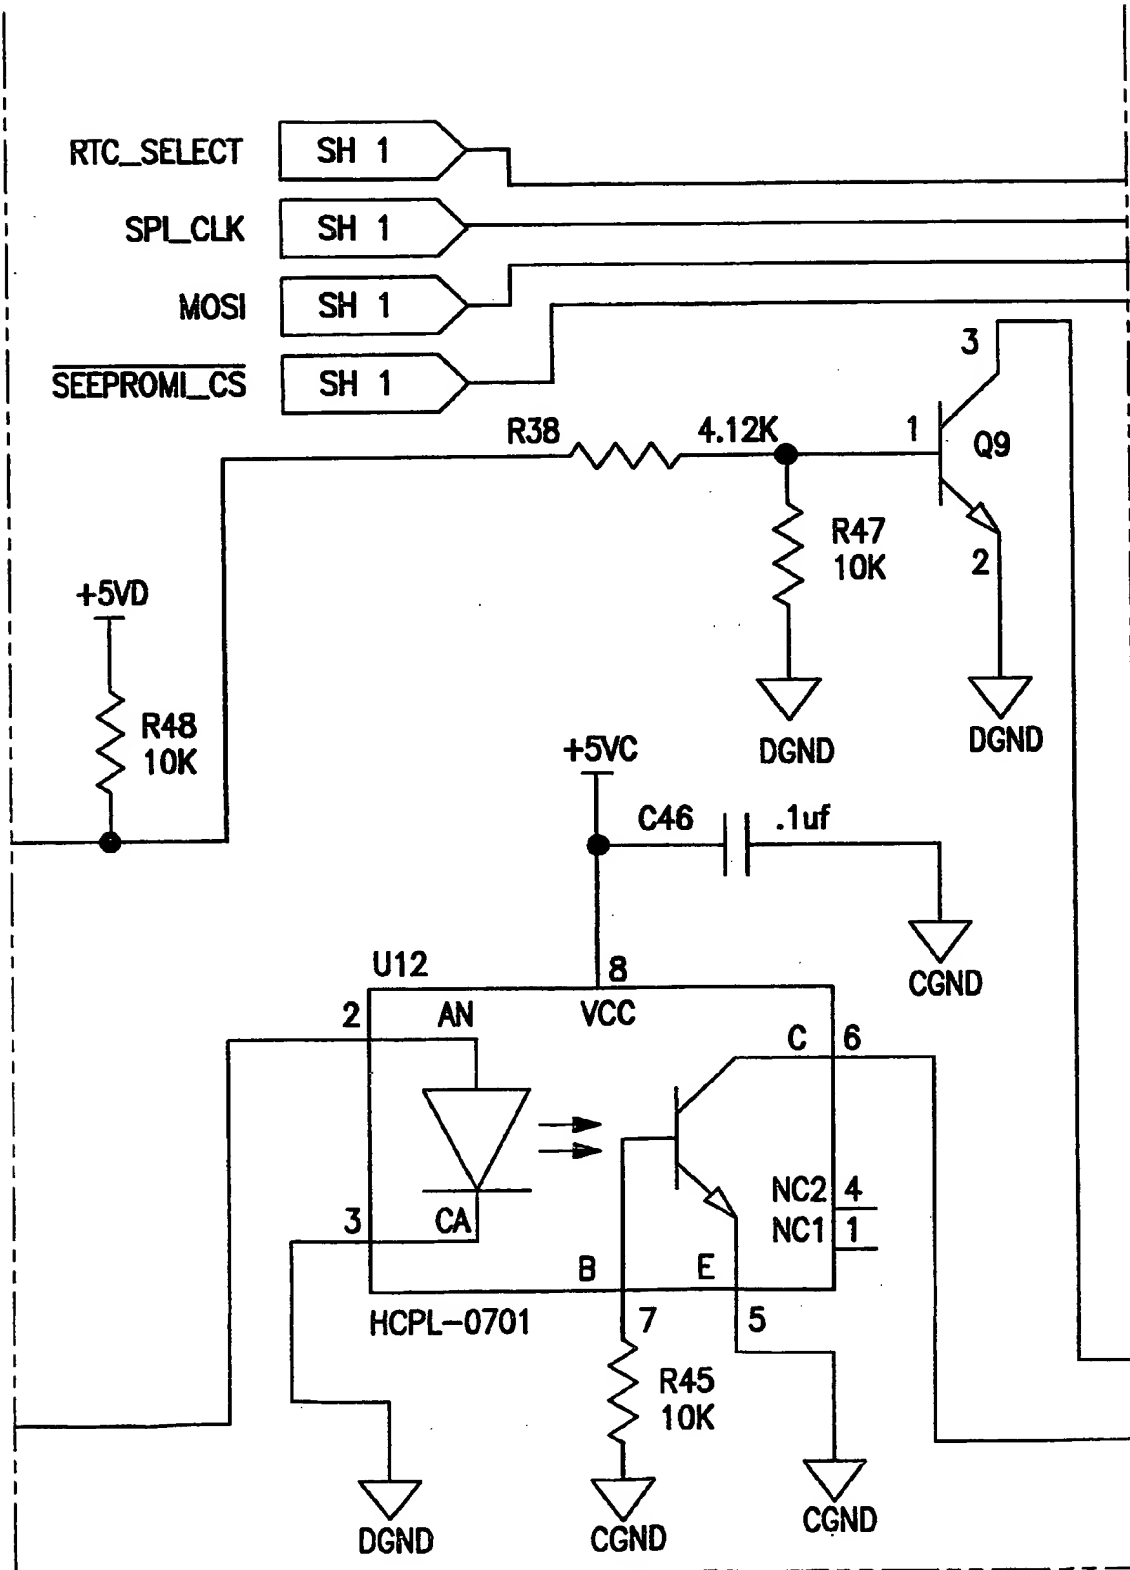 RTC_SELECT SH 1
SPI_CLK SH 1
MOSI SH 1
SEEPROMI_CS SH 1
3
R38 4.12K 1 Q9
R47
10K
2
+5VD
R48
10K
DGND
DGND
+5VC
C46 .1uf
CGND
U12 8
2 AN VCC
C 6
NC2 4
NC1 1
3 CA
B E
HCPL-0701 7 5
R45
10K
DGND
CGND
CGND